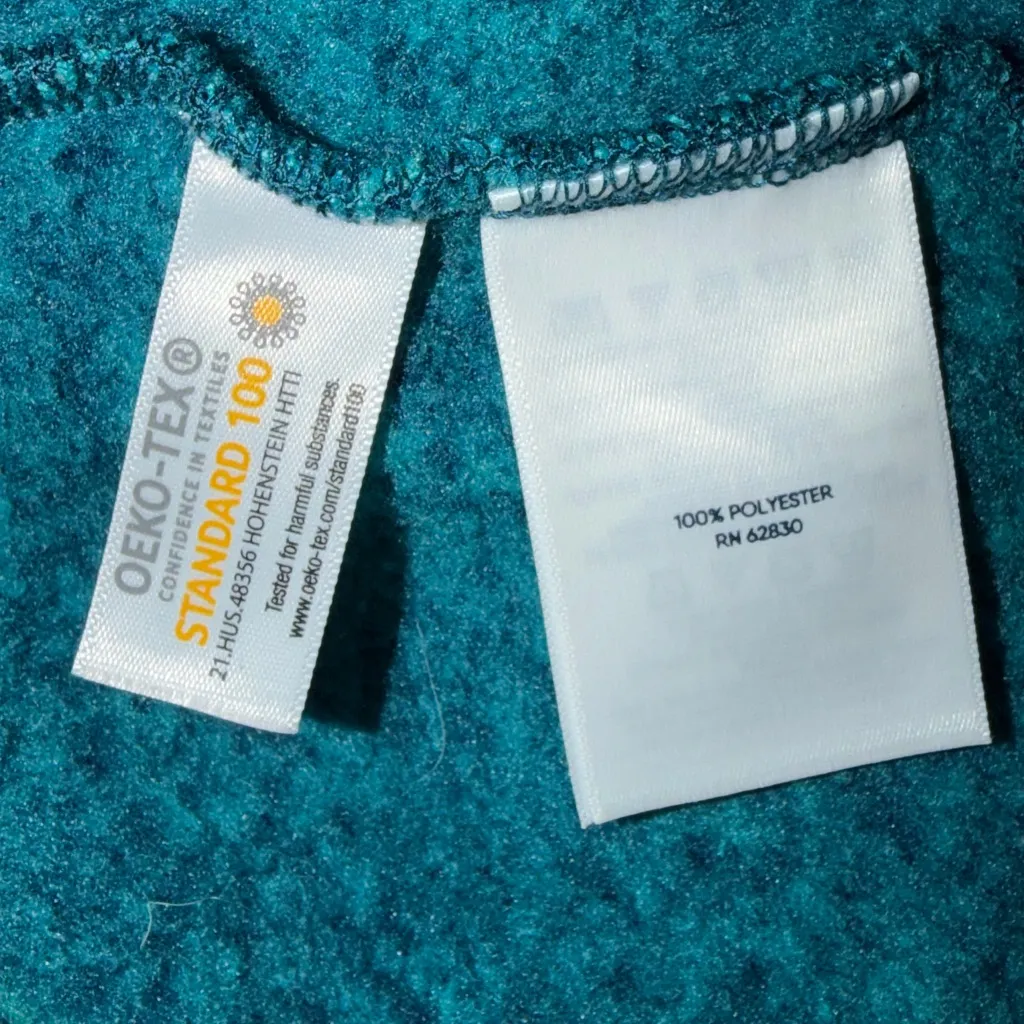 OEKO-TEX®
CONFIDENCE IN TEXTILES
STANDARD 100
21.HUS.48356 HOHENSTEIN HTTI
Tested for harmful substances.
www.oeko-tex.com/standard100
100% POLYESTER
RN 62830